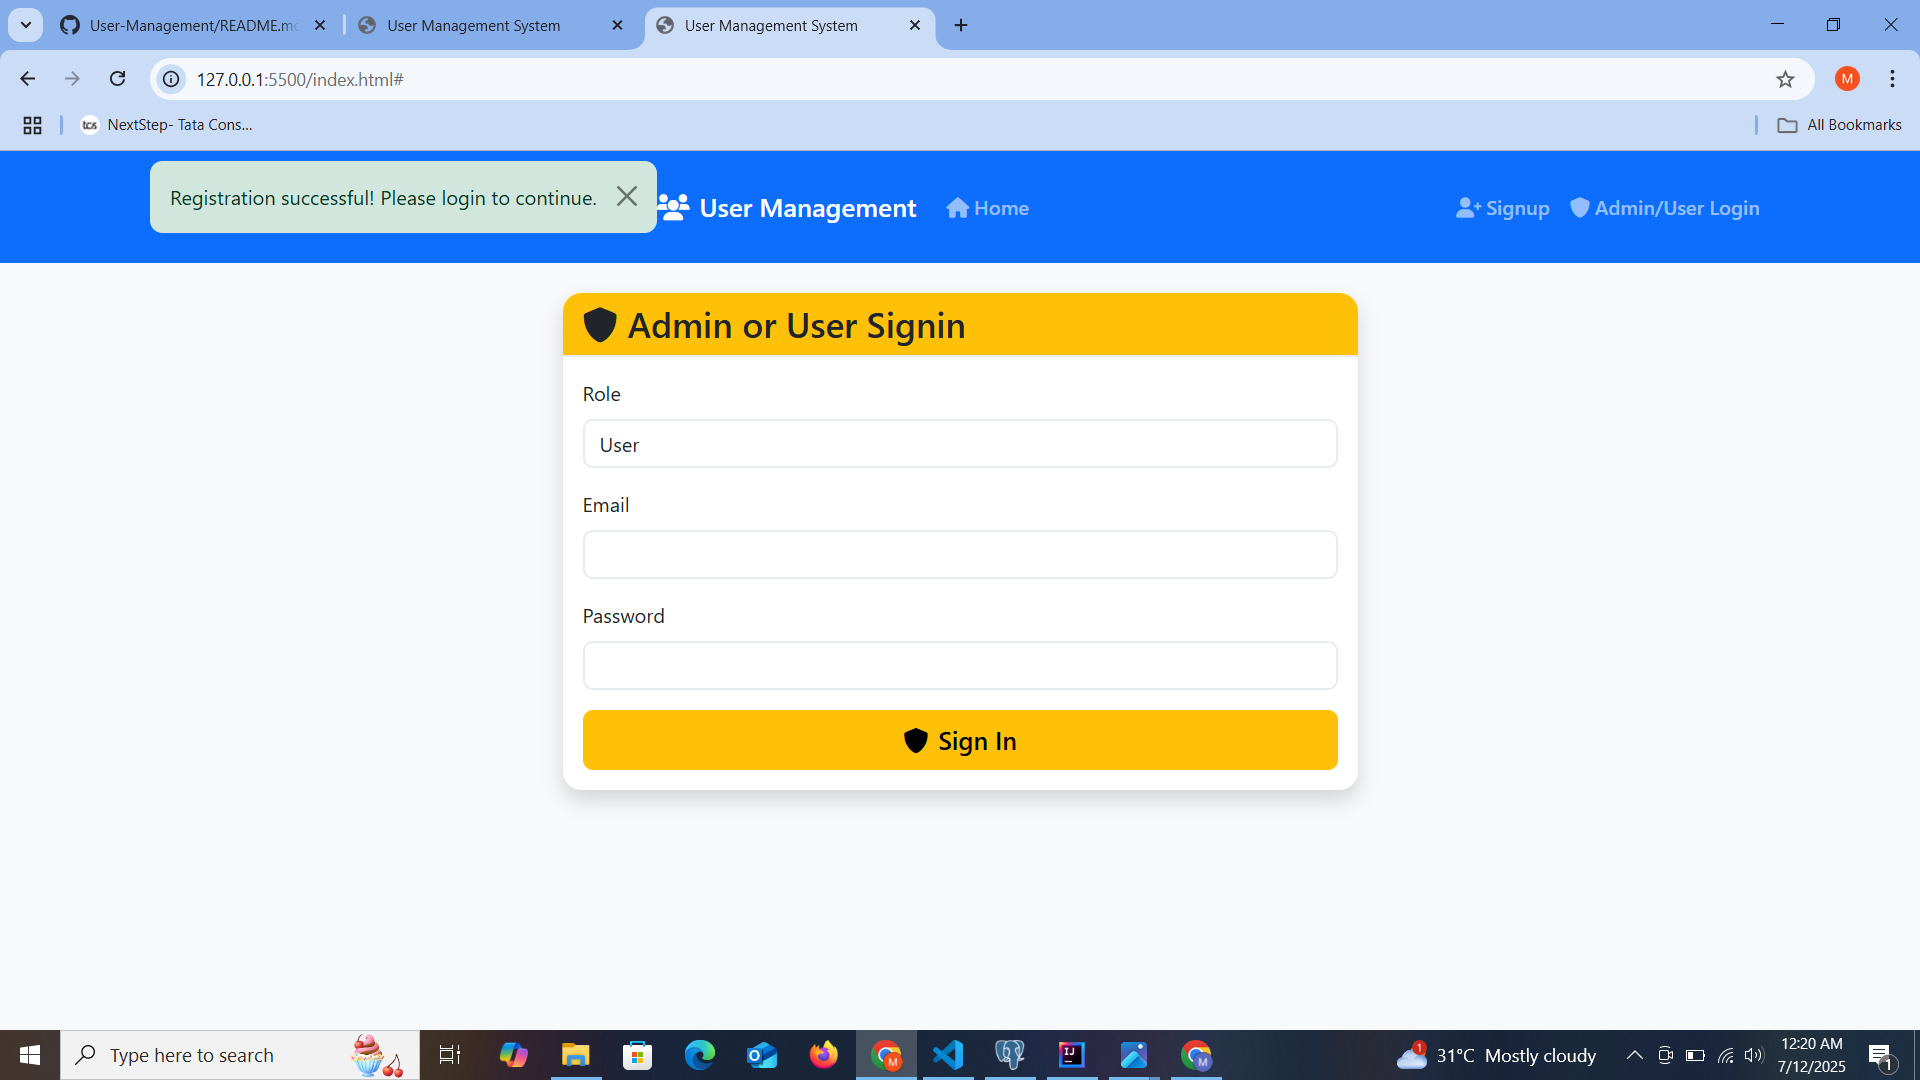 User-Management/README.md
User Management System
User Management System
127.0.0.1:5500/index.html#
M
tcs
NextStep- Tata Cons...
All Bookmarks
Registration successful! Please login to continue.
User Management
Home
Signup
Admin/User Login
Admin or User Signin
Role
User
Email
Password
Sign In
Type here to search
M
IJ
M
1
31°C Mostly cloudy
12:20 AM
7/12/2025
1